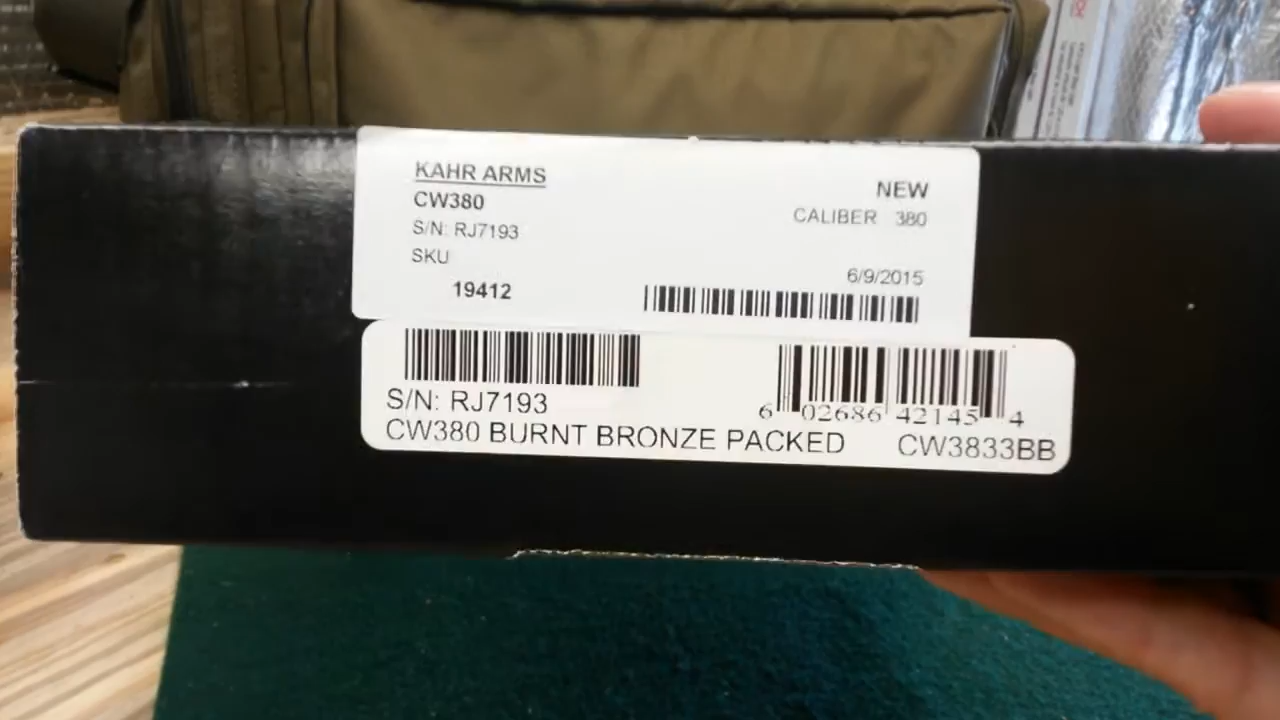 KAHR ARMS
CW380
S/N: RJ7193
SKU
19412
NEW
CALIBER 380
6/9/2015
S/N: RJ7193
CW380 BURNT BRONZE PACKED
6 02686 42145 4
CW3833BB